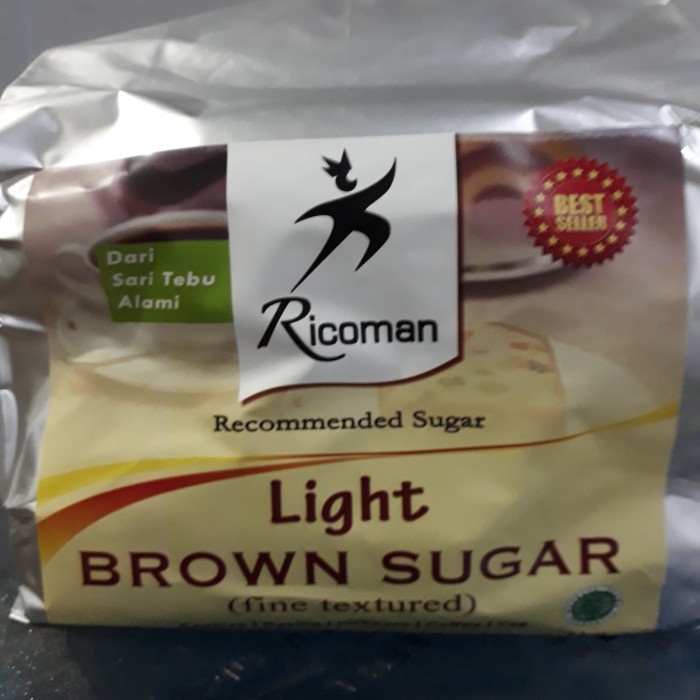 BEST
SELLER
Dari
Sari Tebu
Alami
Ricoman
Recommended Sugar
Light
BROWN SUGAR
(fine textured)